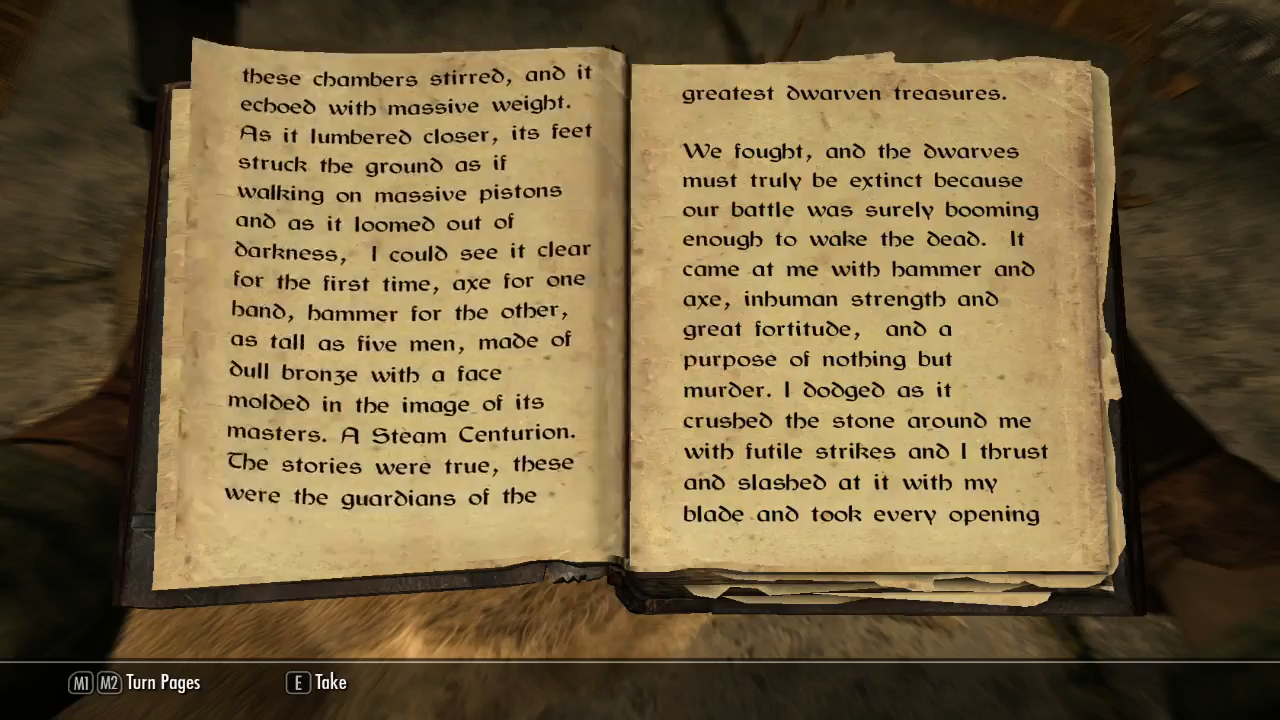 these chambers stirred, and it
echoed with massive weight.
As it lumbered closer, its feet
struck the ground as if
walking on massive pistons
and as it loomed out of
darkness, I could see it clear
for the first time, axe for one
hand, hammer for the other,
as tall as five men, made of
dull bronze with a face
molded in the image of its
masters. A Steam Centurion.
The stories were true, these
were the guardians of the
greatest dwarven treasures.
We fought, and the dwarves
must truly be extinct because
our battle was surely booming
enough to wake the dead. It
came at me with hammer and
axe, inhuman strength and
great fortitude, and a
purpose of nothing but
murder. I dodged as it
crushed the stone around me
with futile strikes and I thrust
and slashed at it with my
blade and took every opening
M1 M2 Turn Pages
E Take